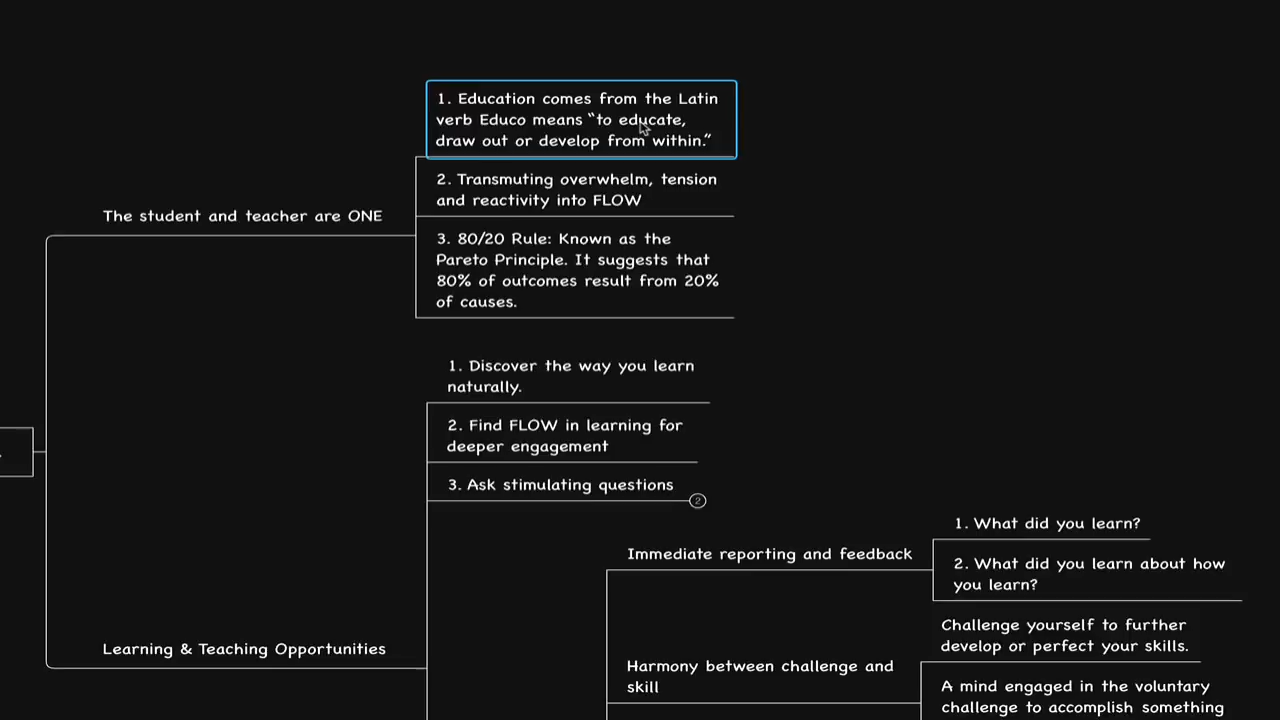 1. Education comes from the Latin
verb Educo means “to educate,
draw out or develop from within.”
2. Transmuting overwhelm, tension
and reactivity into FLOW
The student and teacher are ONE
3. 80/20 Rule: Known as the
Pareto Principle. It suggests that
80% of outcomes result from 20%
of causes.
1. Discover the way you learn
naturally.
2. Find FLOW in learning for
deeper engagement
3. Ask stimulating questions
2
Immediate reporting and feedback
1. What did you learn?
2. What did you learn about how
you learn?
Learning & Teaching Opportunities
Harmony between challenge and
skill
Challenge yourself to further
develop or perfect your skills.
A mind engaged in the voluntary
challenge to accomplish something